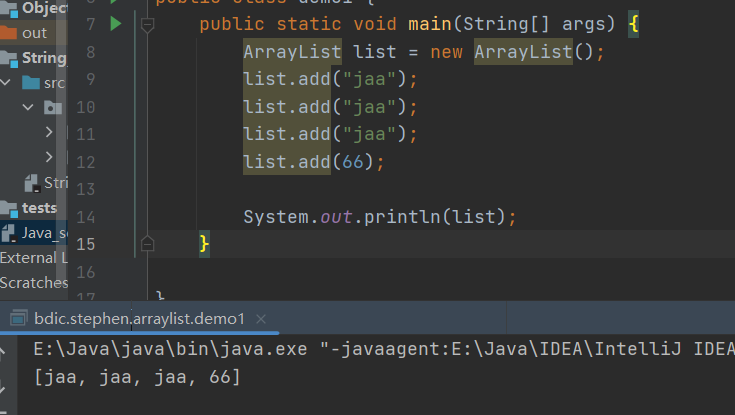 Object
out
String
src
Stri
tests
Java_s
External L
Scratches
public class demo1 {
7 public static void main(String[] args) {
8 ArrayList list = new ArrayList();
9 list.add("jaa");
10 list.add("jaa");
11 list.add("jaa");
12 list.add(66);
13
14 System.out.println(list);
15 }
16
17 }
bdic.stephen.arraylist.demo1 ×
E:\Java\java\bin\java.exe "-javaagent:E:\Java\IDEA\IntelliJ IDEA
[jaa, jaa, jaa, 66]